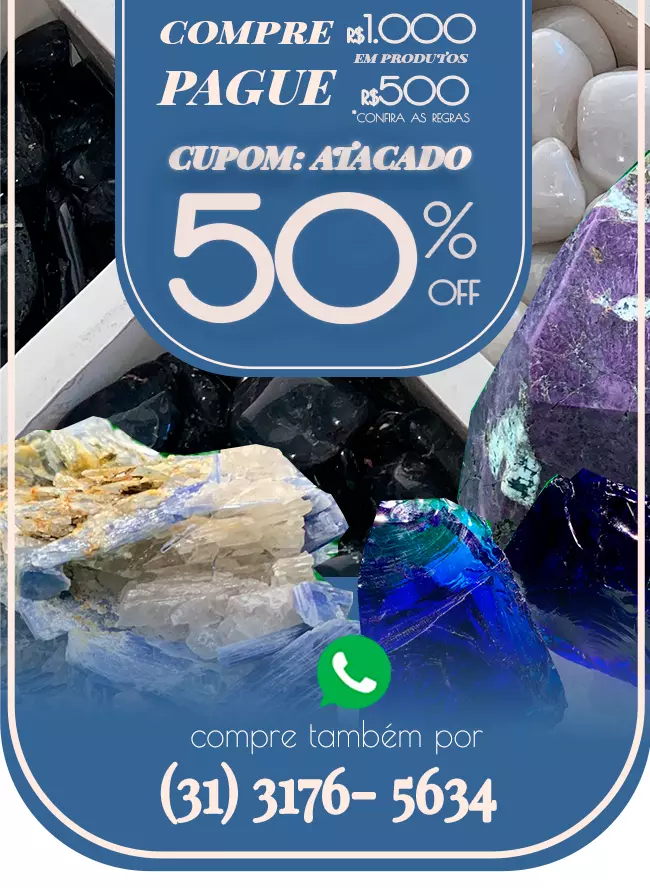 COMPRE R$1.000
EM PRODUTOS
PAGUE R$500
*CONFIRA AS REGRAS
CUPOM: ATACADO
50% OFF
compre também por
(31) 3176- 5634